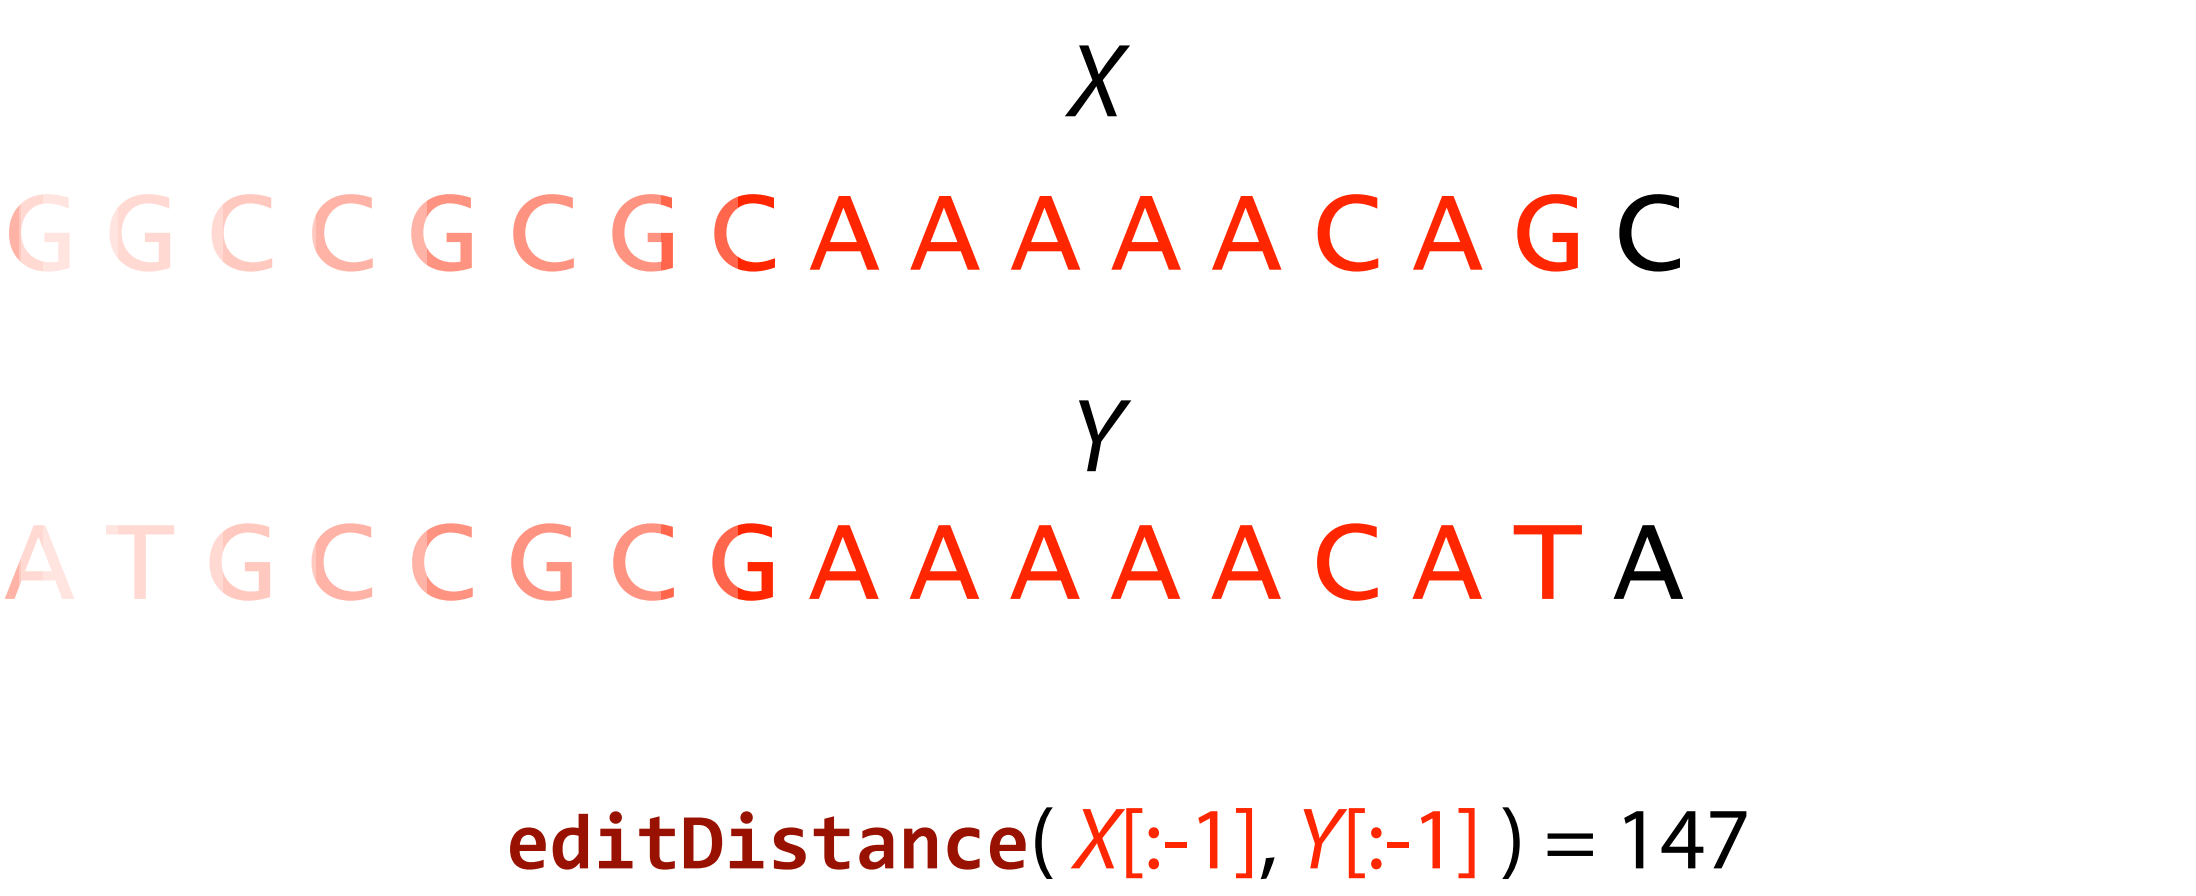 X
G G C C G C G C A A A A A C A G C
Y
A T G C C G C G A A A A A C A T A
editDistance( X[:-1], Y[:-1] ) = 147